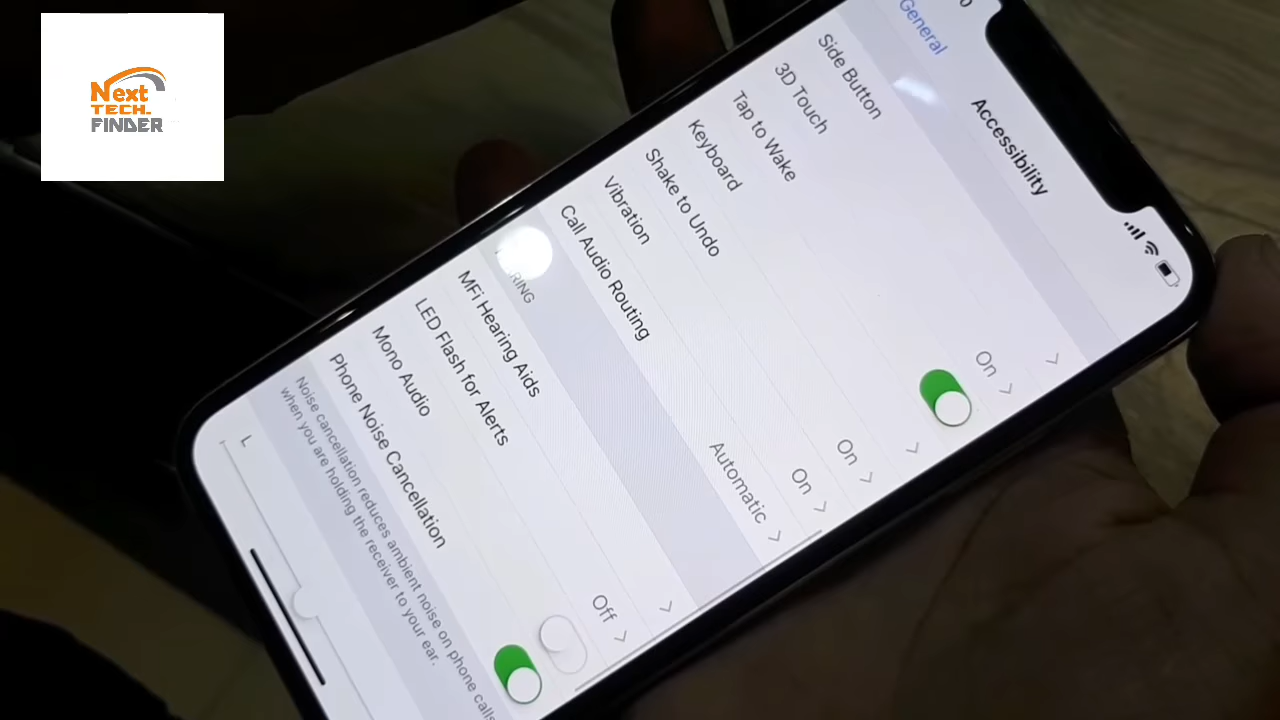 Next
TECH.
FINDER
General
Accessibility
Side Button
3D Touch On
Tap to Wake
Keyboard
Shake to Undo On
Vibration On
Call Audio Routing Automatic
MFi Hearing Aids
LED Flash for Alerts Off
Mono Audio
Phone Noise Cancellation
Noise cancellation reduces ambient noise on phone calls
when you are holding the receiver to your ear.
L